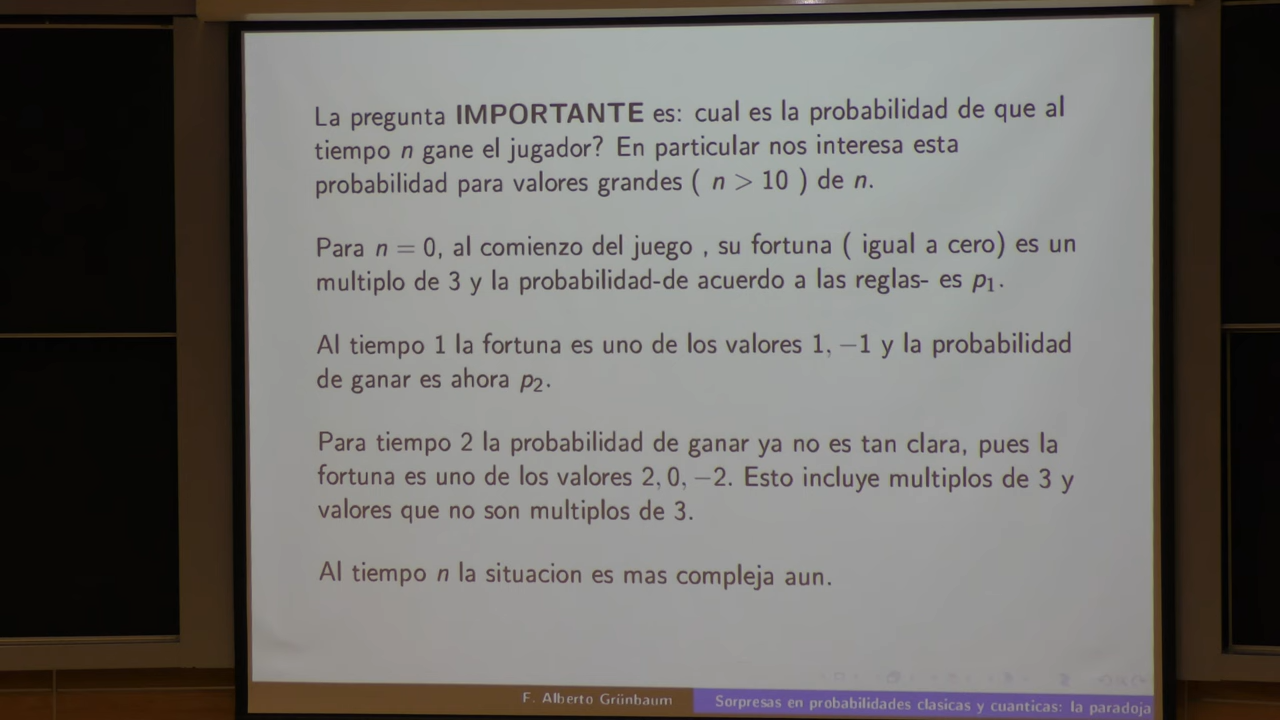 La pregunta IMPORTANTE es: cual es la probabilidad de que al
tiempo n gane el jugador? En particular nos interesa esta
probabilidad para valores grandes ( n > 10 ) de n.
Para n = 0, al comienzo del juego , su fortuna ( igual a cero) es un
multiplo de 3 y la probabilidad-de acuerdo a las reglas- es p₁.
Al tiempo 1 la fortuna es uno de los valores 1, −1 y la probabilidad
de ganar es ahora p₂.
Para tiempo 2 la probabilidad de ganar ya no es tan clara, pues la
fortuna es uno de los valores 2, 0, −2. Esto incluye multiplos de 3 y
valores que no son multiplos de 3.
Al tiempo n la situacion es mas compleja aun.
F. Alberto Grünbaum
Sorpresas en probabilidades clasicas y cuanticas: la paradoja